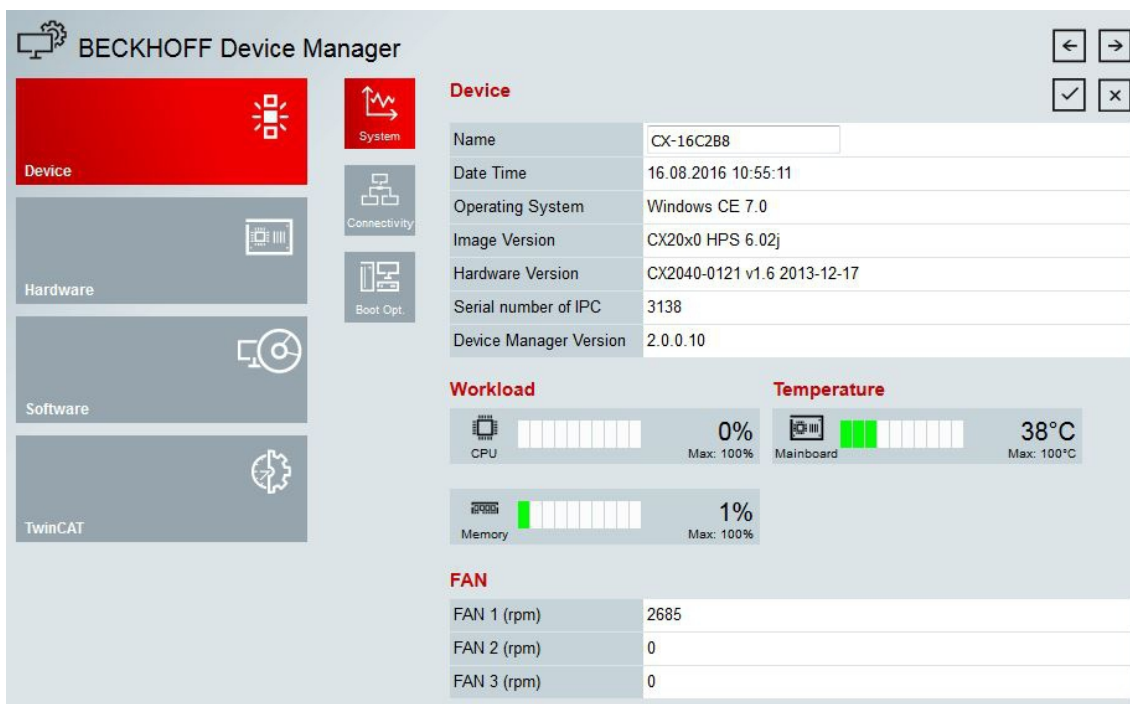 BECKHOFF Device Manager
Device
Hardware
Software
TwinCAT
System
Connectivity
Boot Opt.
Device
Name CX-16C2B8
Date Time 16.08.2016 10:55:11
Operating System Windows CE 7.0
Image Version CX20x0 HPS 6.02j
Hardware Version CX2040-0121 v1.6 2013-12-17
Serial number of IPC 3138
Device Manager Version 2.0.0.10
Workload Temperature
CPU 0% Max: 100% Mainboard 38°C Max: 100°C
Memory 1% Max: 100%
FAN
FAN 1 (rpm) 2685
FAN 2 (rpm) 0
FAN 3 (rpm) 0